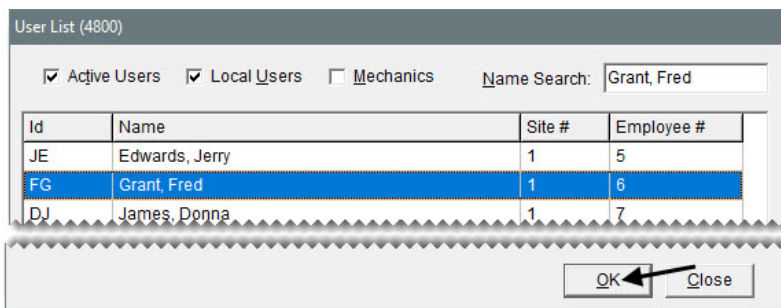 User List (4800)
Active Users Local Users Mechanics Name Search: Grant, Fred
Id Name Site # Employee #
JE Edwards, Jerry 1 5
FG Grant, Fred 1 6
DJ James, Donna 1 7
OK Close